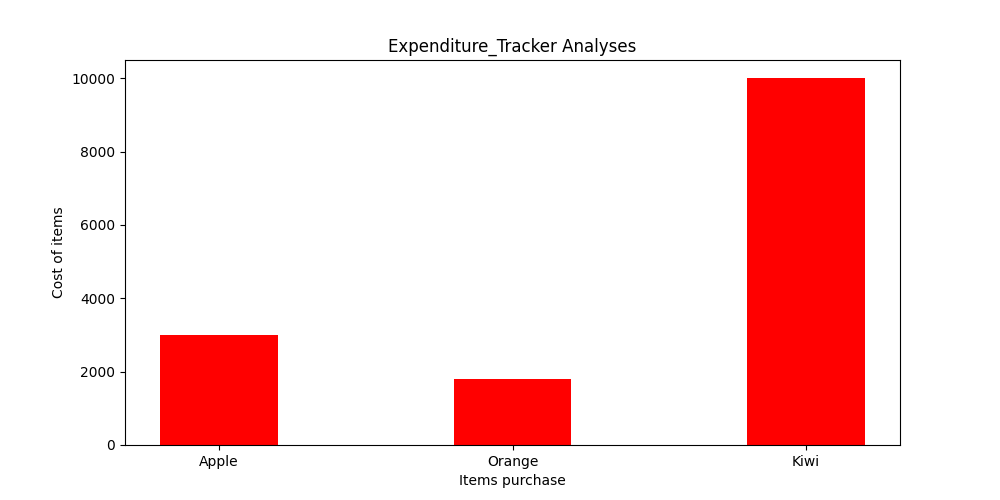 Expenditure_Tracker Analyses
10000
8000
6000
4000
2000
0
Cost of items
Apple Orange Kiwi
Items purchase